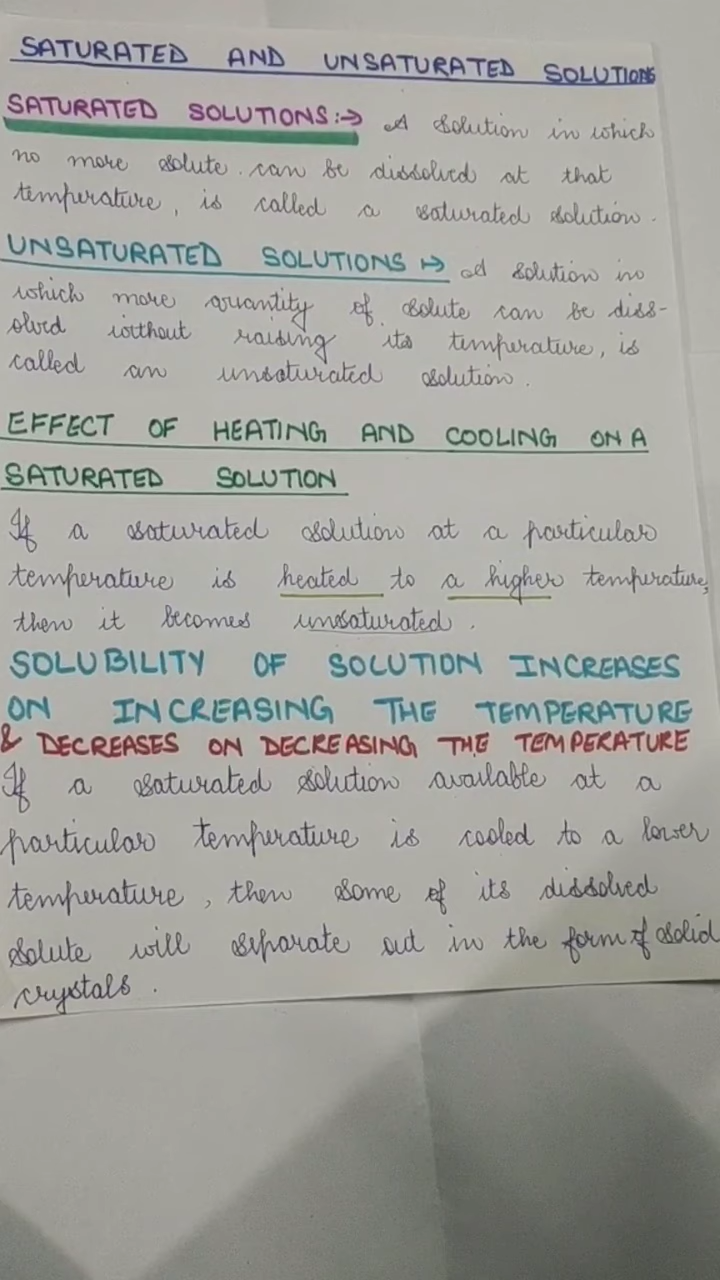 SATURATED AND UNSATURATED SOLUTIONS
SATURATED SOLUTIONS:→ A solution in which
no more solute can be dissolved at that
temperature, is called a saturated solution.
UNSATURATED SOLUTIONS → A solution in
which more quantity of solute can be diss-
olved without raising its temperature, is
called an unsaturated solution.
EFFECT OF HEATING AND COOLING ON A
SATURATED SOLUTION
If a saturated solution at a particular
temperature is heated to a higher temperature,
then it becomes unsaturated.
SOLUBILITY OF SOLUTION INCREASES
ON INCREASING THE TEMPERATURE
& DECREASES ON DECREASING THE TEMPERATURE
If a saturated solution available at a
particular temperature is cooled to a lower
temperature, then some of its dissolved
solute will separate out in the form of solid
crystals.